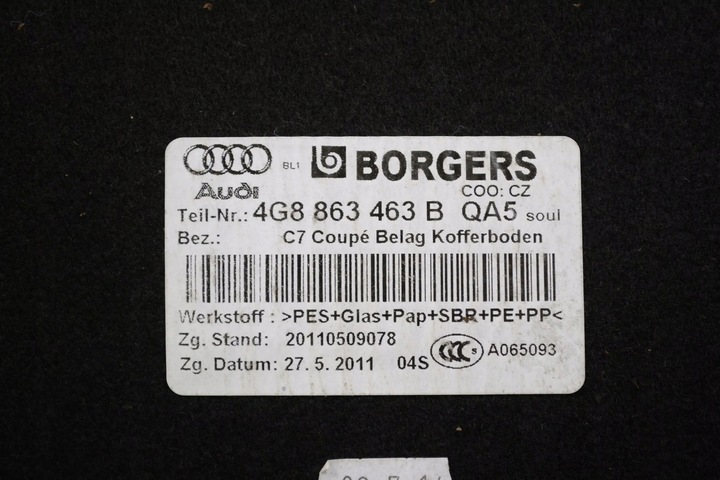 BL1 BORGERS
Audi COO: CZ
Teil-Nr.: 4G8 863 463 B QA5 soul
Bez.: C7 Coupé Belag Kofferboden
Werkstoff : >PES+Glas+Pap+SBR+PE+PP<
Zg. Stand: 20110509078 CCC S A065093
Zg. Datum: 27. 5. 2011 04S